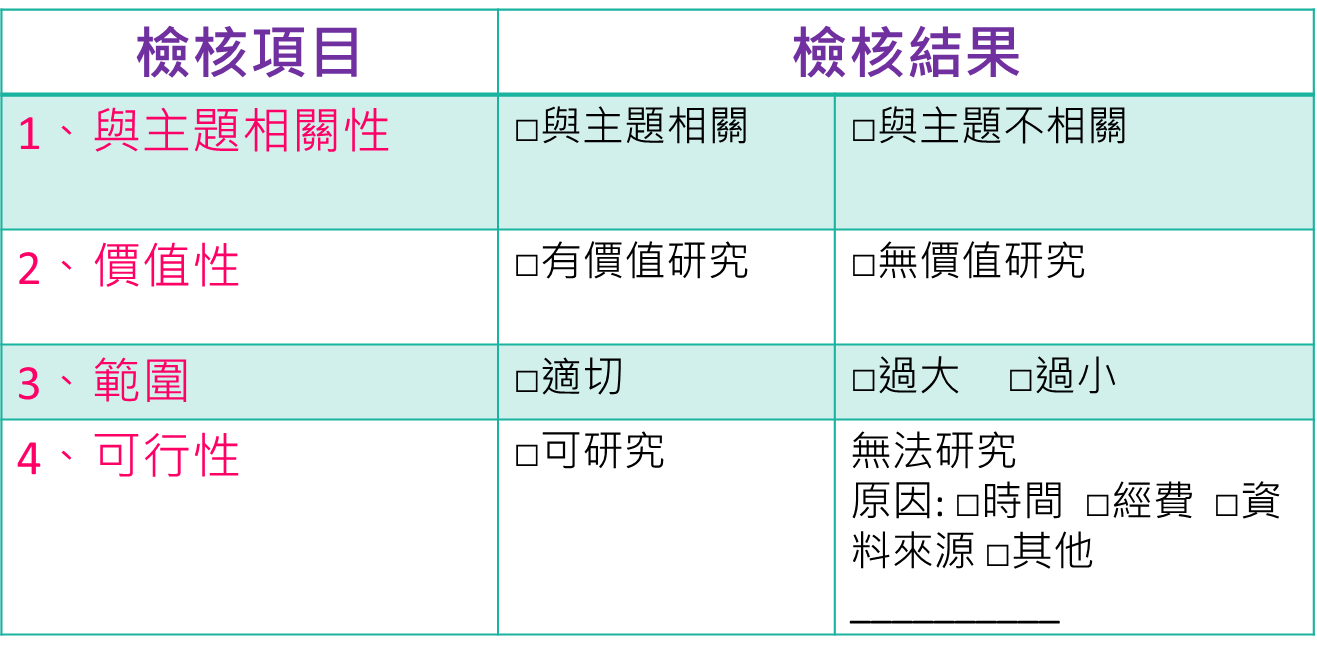 檢核項目 檢核結果
1、與主題相關性 □與主題相關 □與主題不相關
2、價值性 □有價值研究 □無價值研究
3、範圍 □適切 □過大 □過小
4、可行性 □可研究 無法研究
原因: □時間 □經費 □資
料來源 □其他
__________